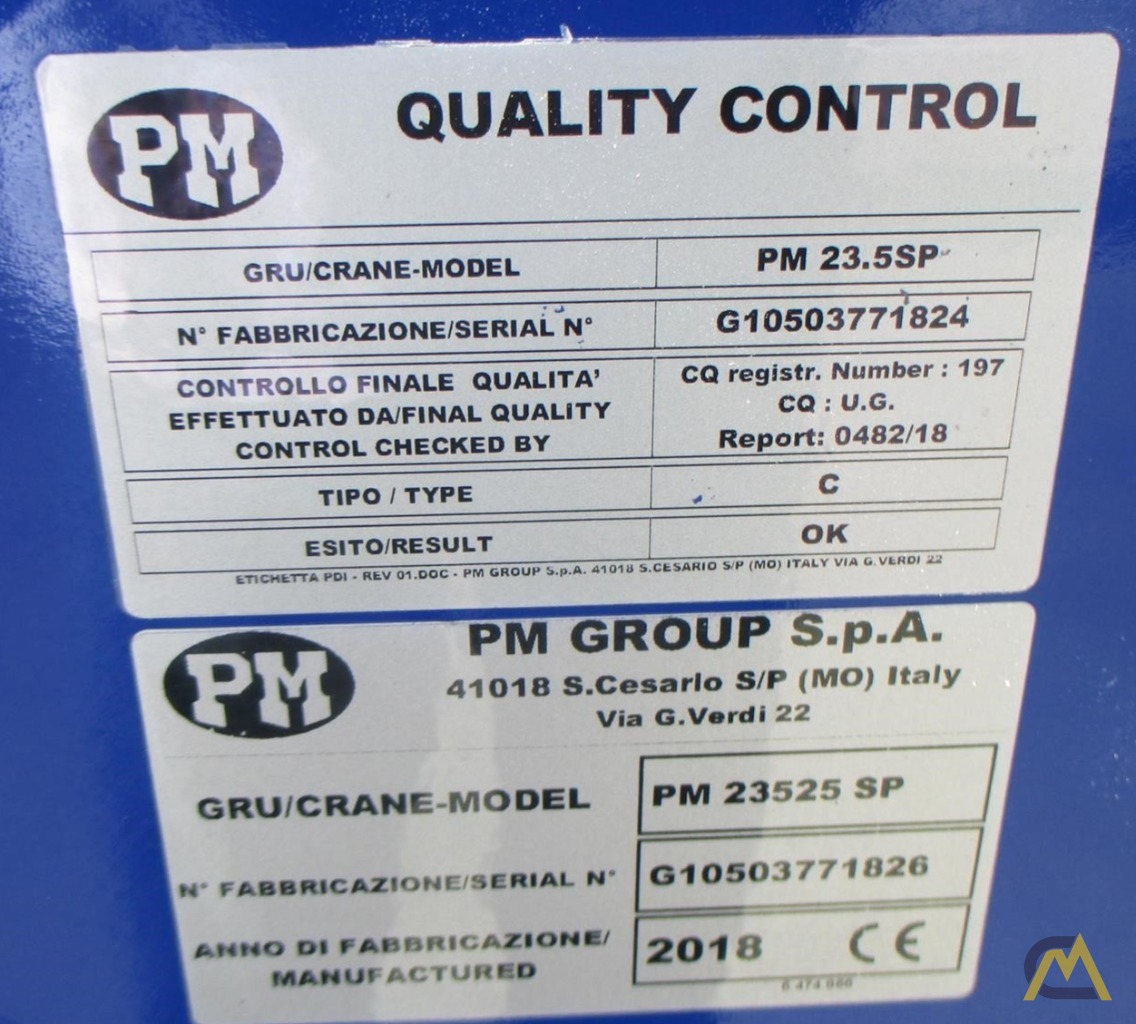 PM
QUALITY CONTROL
GRU/CRANE-MODEL PM 23.5SP
N° FABBRICAZIONE/SERIAL N° G10503771824
CONTROLLO FINALE QUALITA'
EFFETTUATO DA/FINAL QUALITY
CONTROL CHECKED BY
CQ registr. Number : 197
CQ : U.G.
Report: 0482/18
TIPO / TYPE C
ESITO/RESULT OK
ETICHETTA PDI - REV 01.DOC - PM GROUP S.p.A. 41018 S.CESARIO S/P (MO) ITALY VIA G.VERDI 22
PM
PM GROUP S.p.A.
41018 S.Cesario S/P (MO) Italy
Via G.Verdi 22
GRU/CRANE-MODEL PM 23525 SP
N° FABBRICAZIONE/SERIAL N° G10503771826
ANNO DI FABBRICAZIONE/
MANUFACTURED
2018 CE